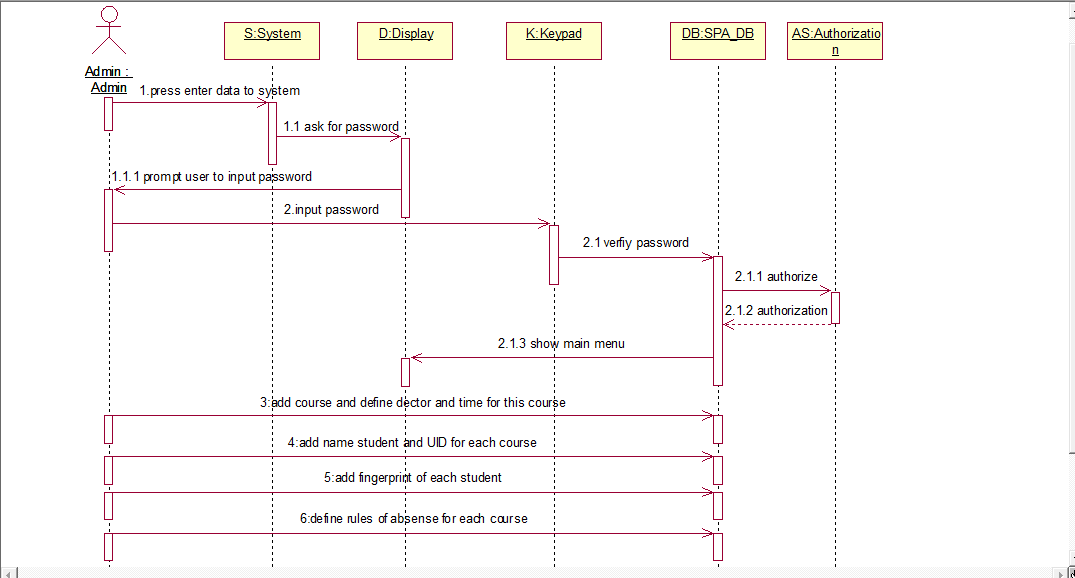 S:System
D:Display
K:Keypad
DB:SPA_DB
AS:Authorizatio
n
Admin :
Admin
1.press enter data to system
1.1 ask for password
1.1.1 prompt user to input password
2.input password
2.1 verfiy password
2.1.1 authorize
2.1.2 authorization
2.1.3 show main menu
3:add course and define dector and time for this course
4:add name student and UID for each course
5:add fingerprint of each student
6:define rules of absense for each course